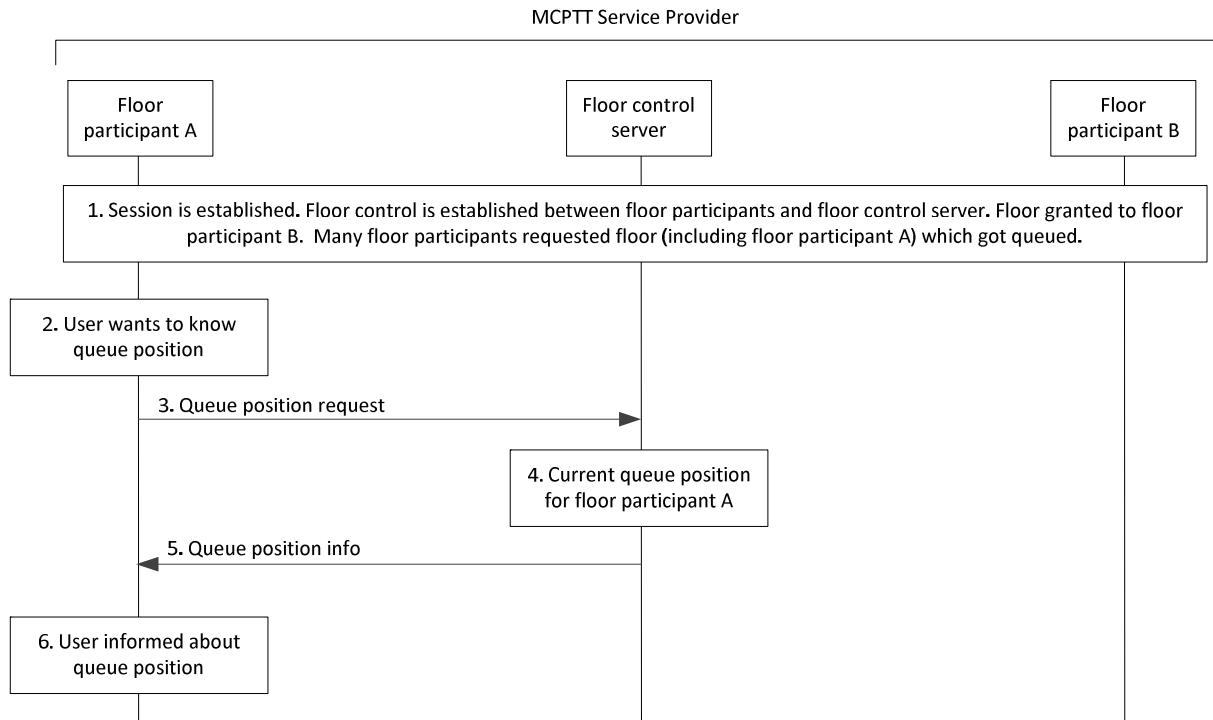 MCPTT Service Provider
Floor
participant A
Floor control
server
Floor
participant B
1. Session is established. Floor control is established between floor participants and floor control server. Floor granted to floor
participant B.  Many floor participants requested floor (including floor participant A) which got queued.
2. User wants to know
queue position
3. Queue position request
4. Current queue position
for floor participant A
5. Queue position info
6. User informed about
queue position